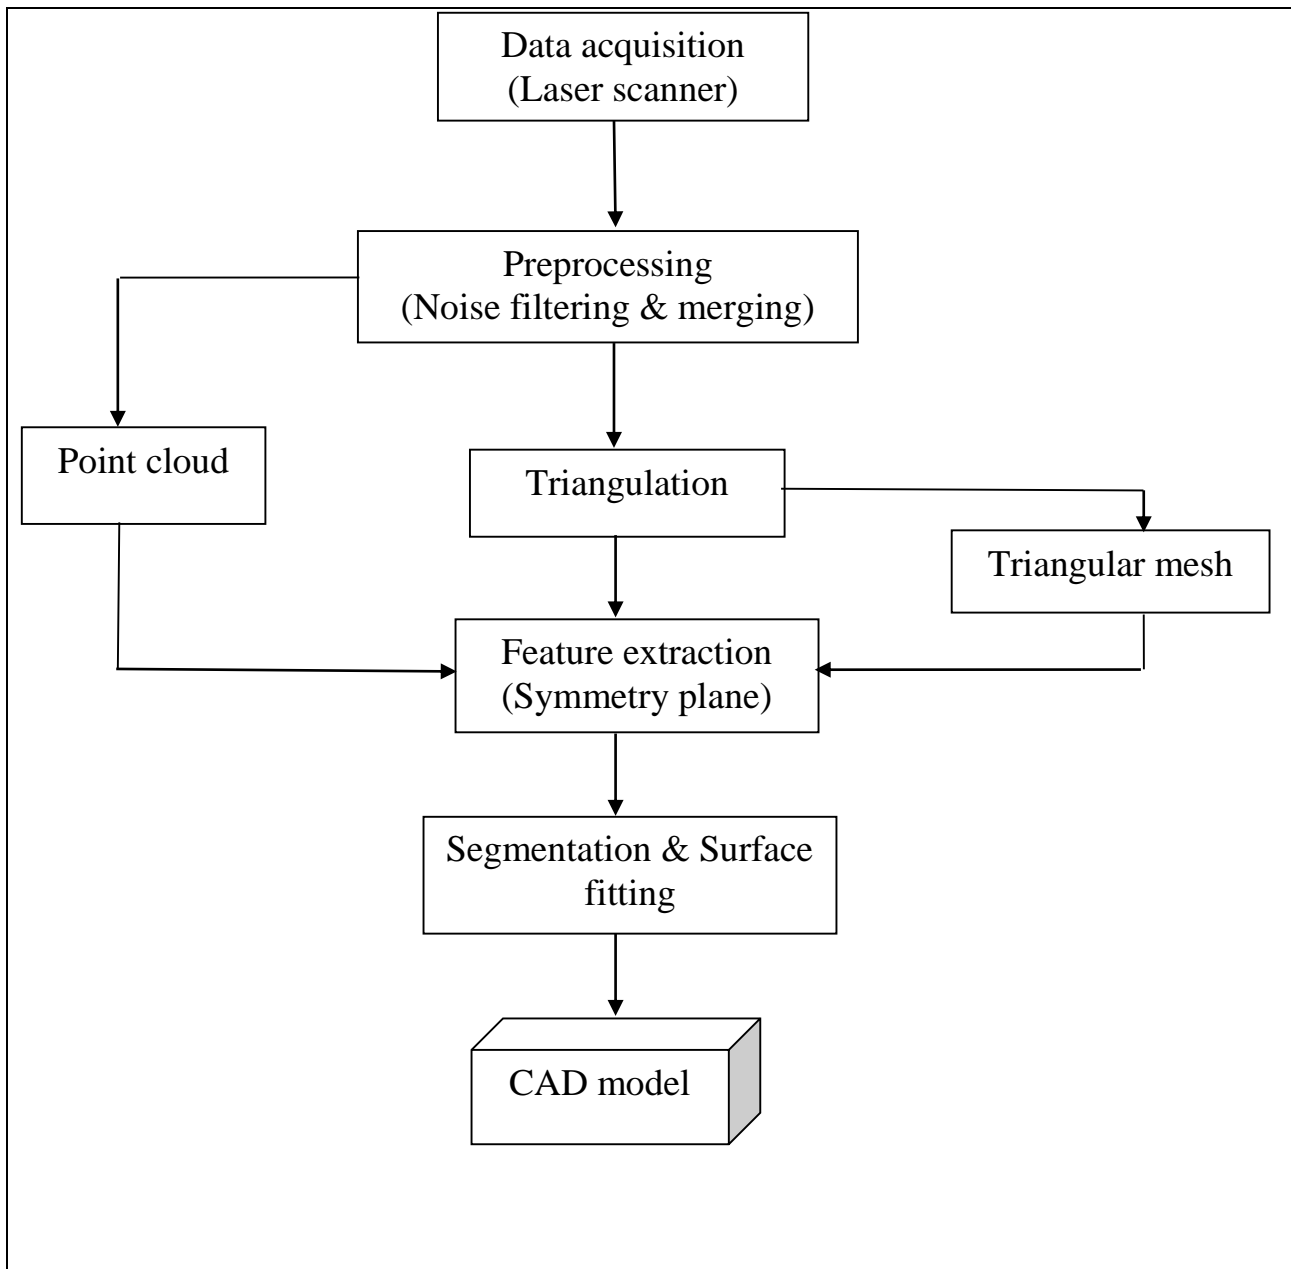 Data acquisition
(Laser scanner)
Preprocessing
(Noise filtering & merging)
Point cloud
Triangulation
Triangular mesh
Feature extraction
(Symmetry plane)
Segmentation & Surface
fitting
CAD model